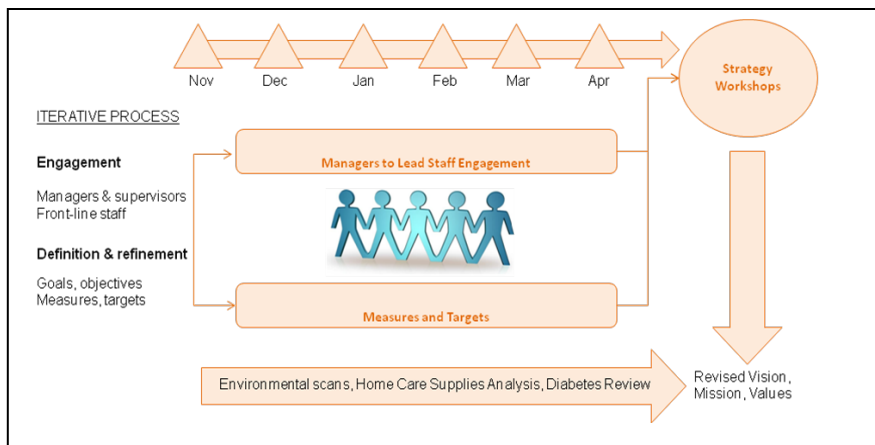 Nov Dec Jan Feb Mar Apr
Strategy
Workshops
ITERATIVE PROCESS
Engagement
Managers & supervisors
Front-line staff
Definition & refinement
Goals, objectives
Measures, targets
Managers to Lead Staff Engagement
Measures and Targets
Environmental scans, Home Care Supplies Analysis, Diabetes Review
Revised Vision,
Mission, Values